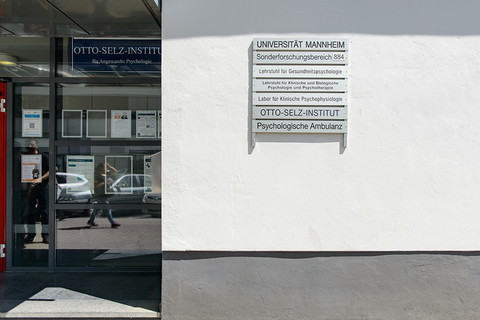 OTTO-SELZ-INSTITUT
für Angewandte Psychologie
UNIVERSITÄT MANNHEIM
Sonderforschungsbereich 884
Lehrstuhl für Gesundheitspsychologie
Lehrstuhl für Klinische und Biologische
Psychologie und Psychotherapie
Labor für Klinische Psychophysiologie
OTTO-SELZ-INSTITUT
Psychologische Ambulanz